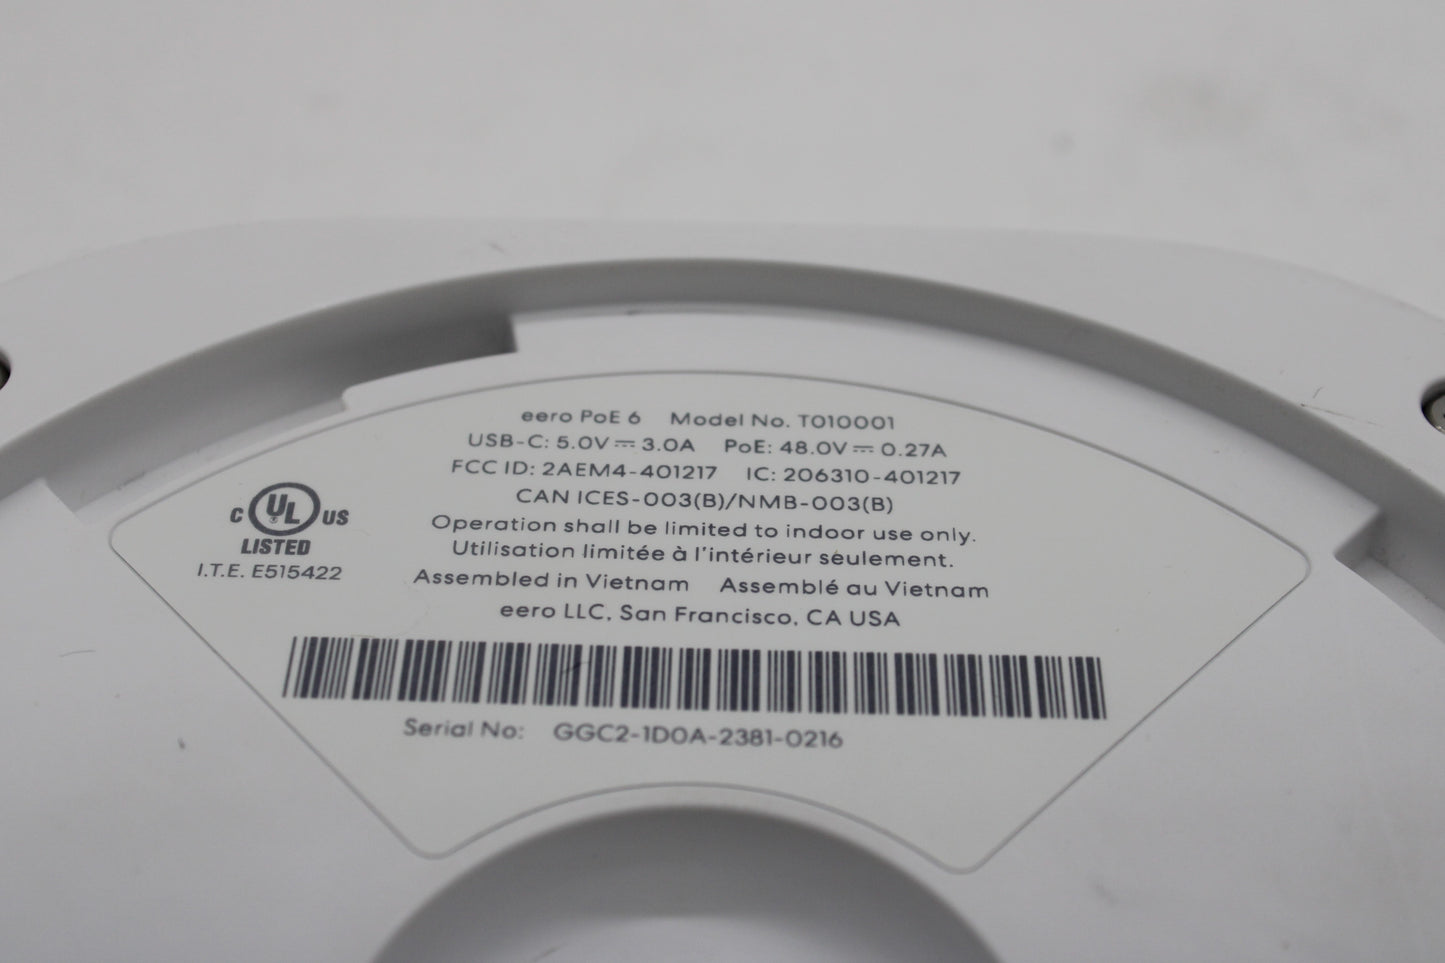 eero PoE 6 Model No. T010001
USB-C: 5.0V ⎓ 3.0A PoE: 48.0V ⎓ 0.27A
FCC ID: 2AEM4-401217 IC: 206310-401217
CAN ICES-003(B)/NMB-003(B)
Operation shall be limited to indoor use only.
Utilisation limitée à l'intérieur seulement.
Assembled in Vietnam Assemblé au Vietnam
eero LLC, San Francisco, CA USA
C UL ® US
LISTED
I.T.E. E515422
Serial No: GGC2-1D0A-2381-0216